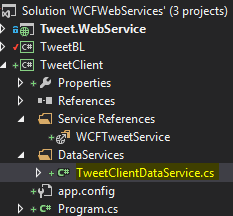 Solution 'WCFWebServices' (3 projects)
Tweet.WebService
C# TweetBL
C# TweetClient
Properties
References
Service References
WCFTweetService
DataServices
C# TweetClientDataService.cs
app.config
C# Program.cs